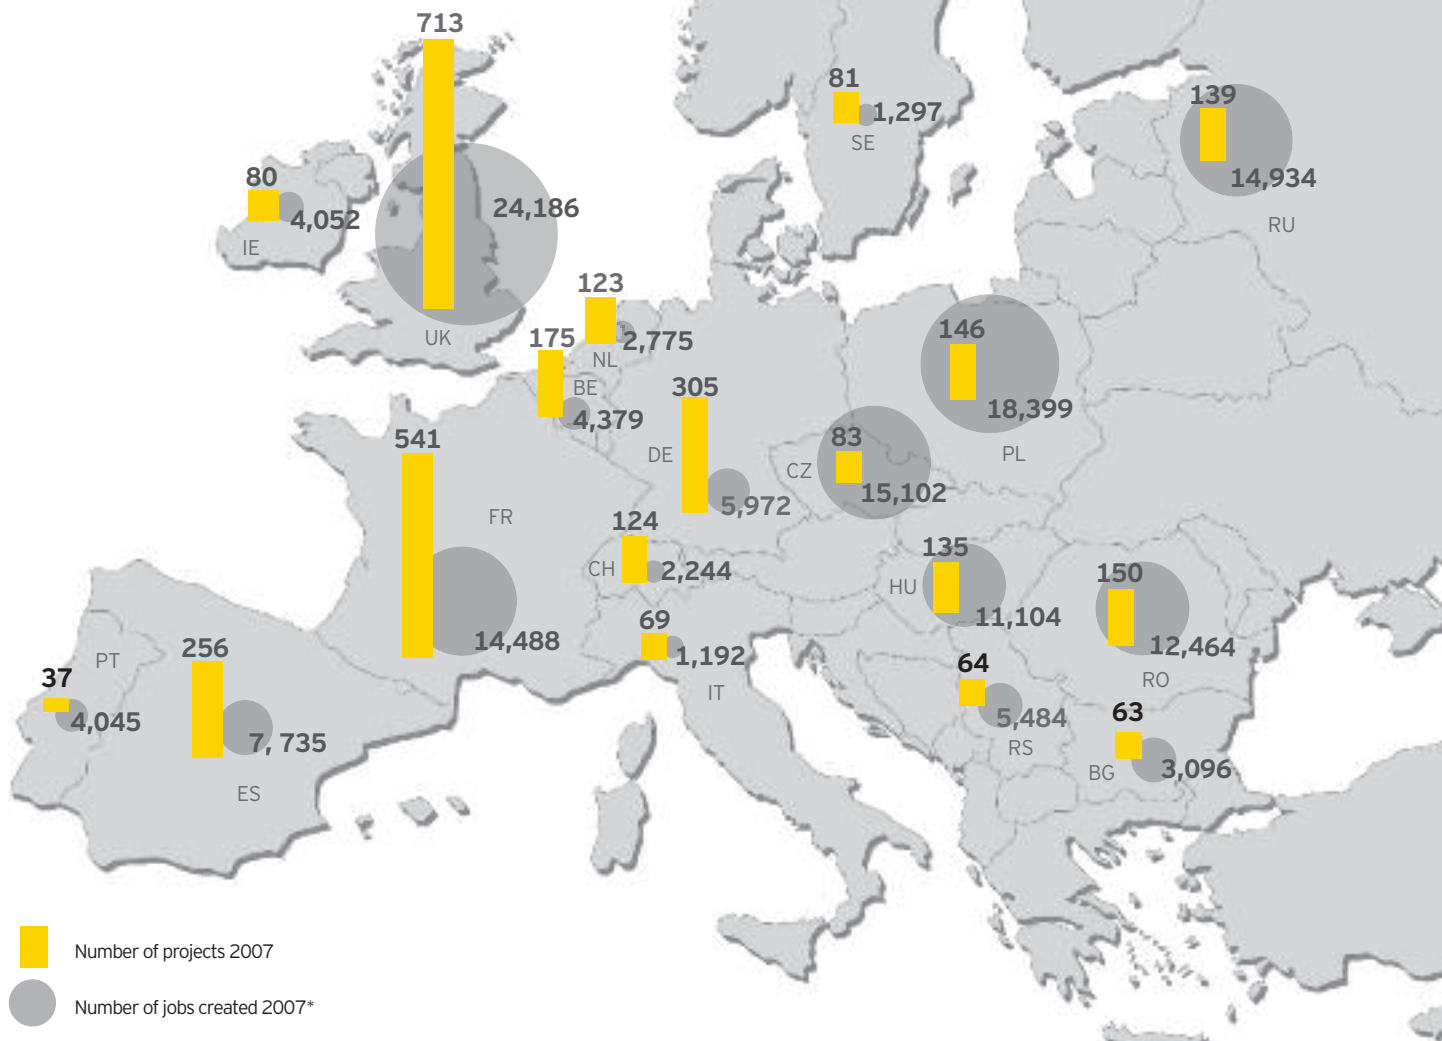 713
24,186
UK
80
4,052
IE
81
1,297
SE
139
14,934
RU
123
2,775
NL
175
BE
4,379
305
DE
5,972
146
18,399
PL
83
CZ
15,102
541
FR
14,488
124
CH
2,244
135
HU
11,104
150
12,464
RO
69
1,192
IT
64
5,484
RS
63
BG
3,096
PT
37
4,045
256
7, 735
ES
Number of projects 2007
Number of jobs created 2007*